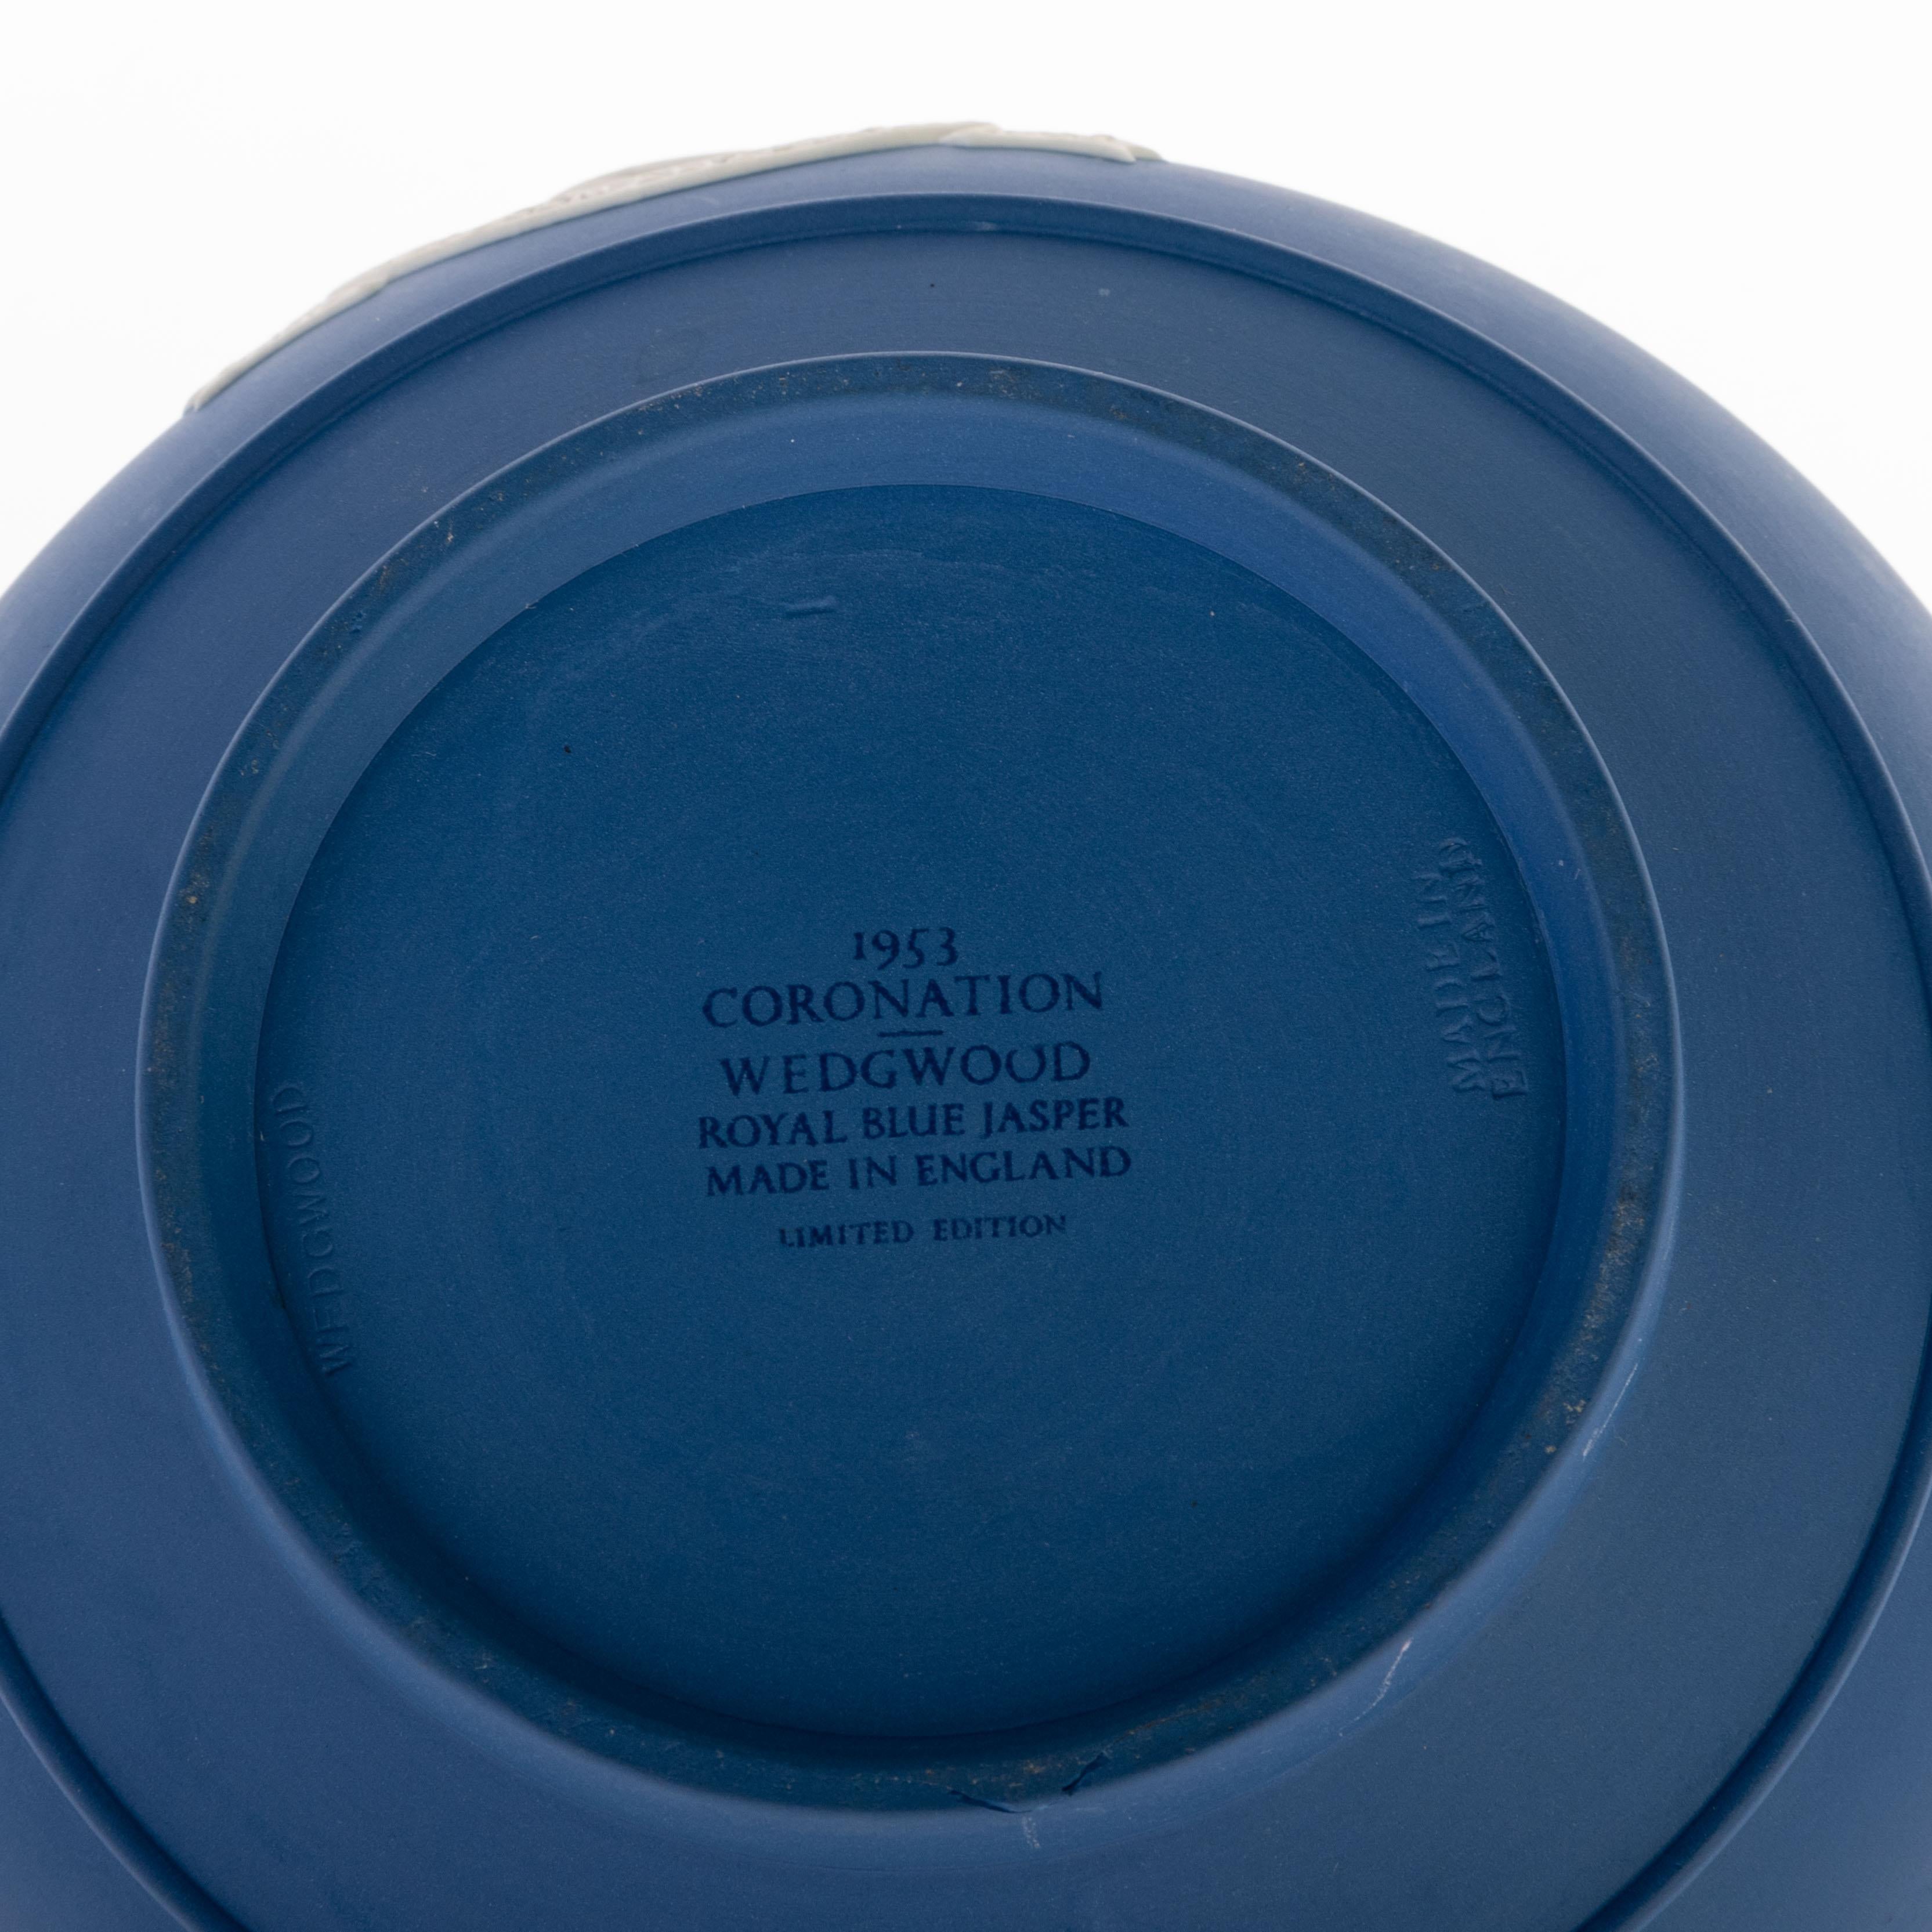 1953
CORONATION
WEDGWOOD
ROYAL BLUE JASPER
MADE IN ENGLAND
LIMITED EDITION
WEDGWOOD
MADE IN
ENGLAND